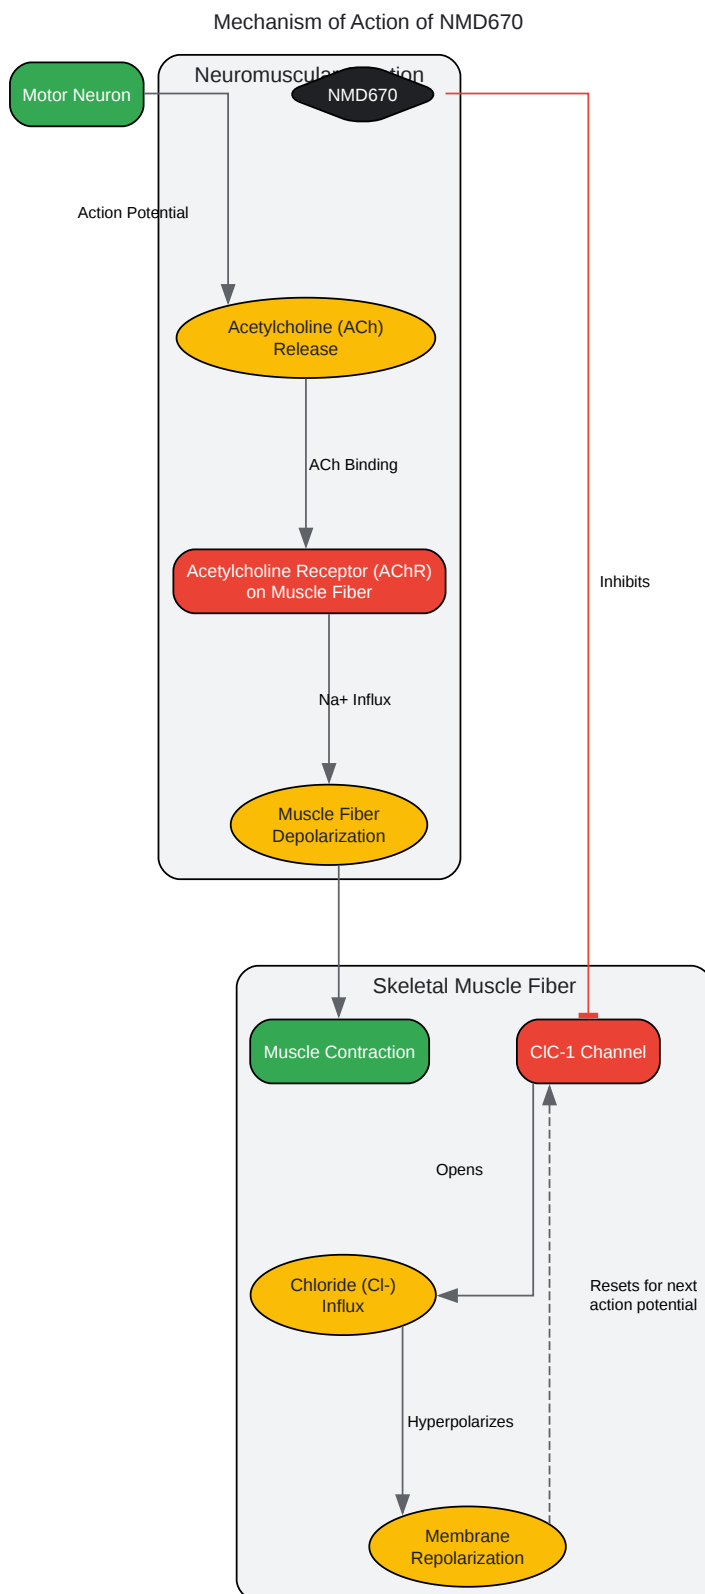 Mechanism of Action of NMD670
Neuromuscular
NMD670
Motor Neuron
Action Potential
Acetylcholine (ACh)
Release
ACh Binding
Acetylcholine Receptor (AChR)
on Muscle Fiber
Inhibits
Na+ Influx
Muscle Fiber
Depolarization
Skeletal Muscle Fiber
Muscle Contraction
ClC-1 Channel
Opens
Chloride (Cl-)
Influx
Resets for next
action potential
Hyperpolarizes
Membrane
Repolarization